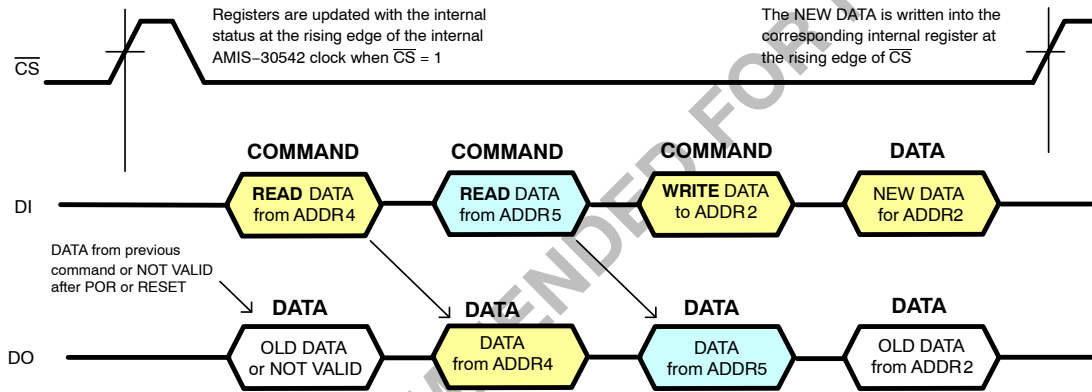 Registers are updated with the internal
status at the rising edge of the internal
AMIS−30542 clock when CS = 1
The NEW DATA is written into the
corresponding internal register at
the rising edge of CS
CS
COMMAND
COMMAND
COMMAND
DATA
DI
READ DATA
from ADDR4
READ DATA
from ADDR5
WRITE DATA
to ADDR2
NEW DATA
for ADDR2
DATA from previous
command or NOT VALID
after POR or RESET
DATA
DATA
DATA
DATA
DO
OLD DATA
or NOT VALID
DATA
from ADDR4
DATA
from ADDR5
OLD DATA
from ADDR2